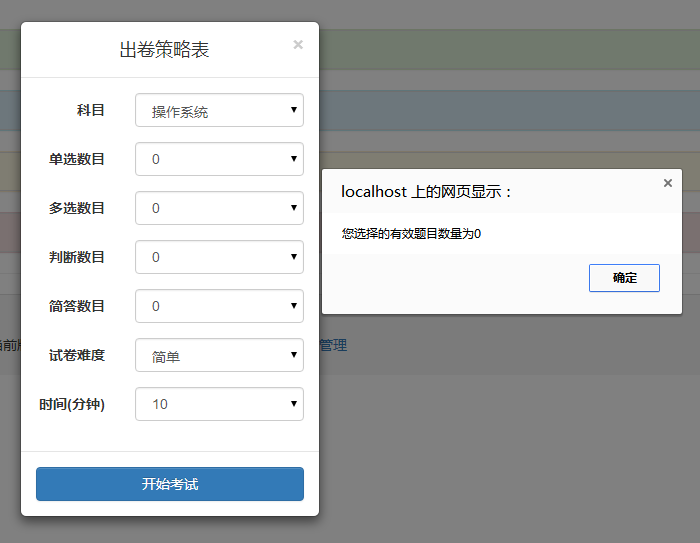 出卷策略表
×
科目
操作系统
单选数目
0
多选数目
0
判断数目
0
简答数目
0
试卷难度
简单
时间(分钟)
10
开始考试
localhost 上的网页显示：
×
您选择的有效题目数量为0
确定
管理